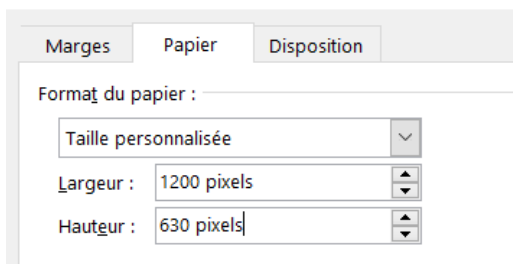 Marges Papier Disposition
Format du papier :
Taille personnalisée
Largeur : 1200 pixels
Hauteur : 630 pixels